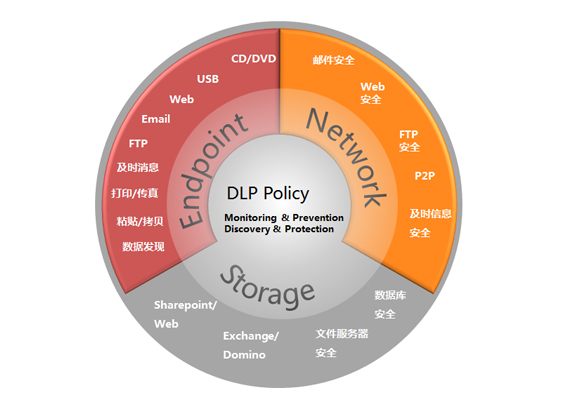 CD/DVD
USB
Web
Email
FTP
及时消息
打印/传真
粘贴/拷贝
数据发现
Endpoint
邮件安全
Web
安全
FTP
安全
P2P
及时信息
安全
Network
DLP Policy
Monitoring & Prevention
Discovery & Protection
Storage
Sharepoint/
Web
Exchange/
Domino
文件服务器
安全
数据库
安全